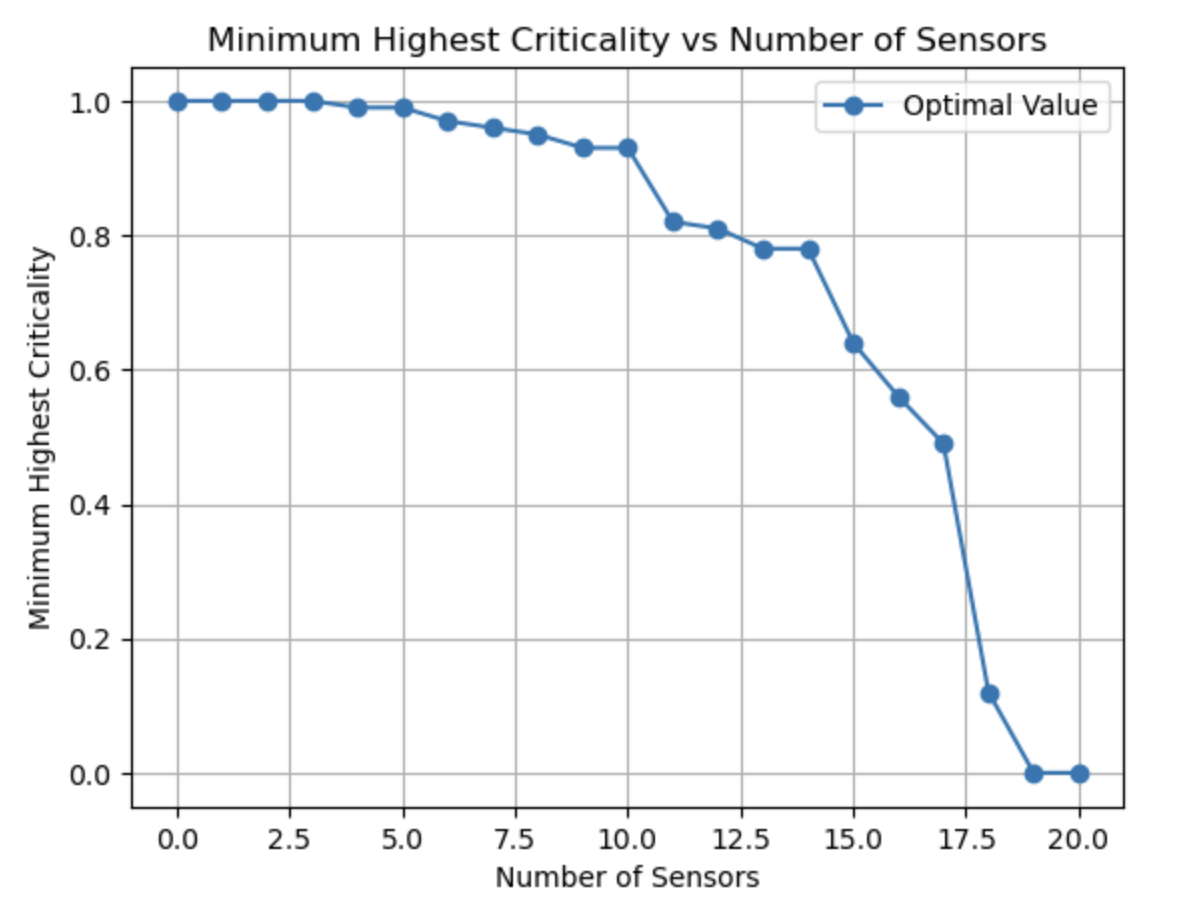 Minimum Highest Criticality vs Number of Sensors
Optimal Value
Minimum Highest Criticality
1.0
0.8
0.6
0.4
0.2
0.0
0.0 2.5 5.0 7.5 10.0 12.5 15.0 17.5 20.0
Number of Sensors